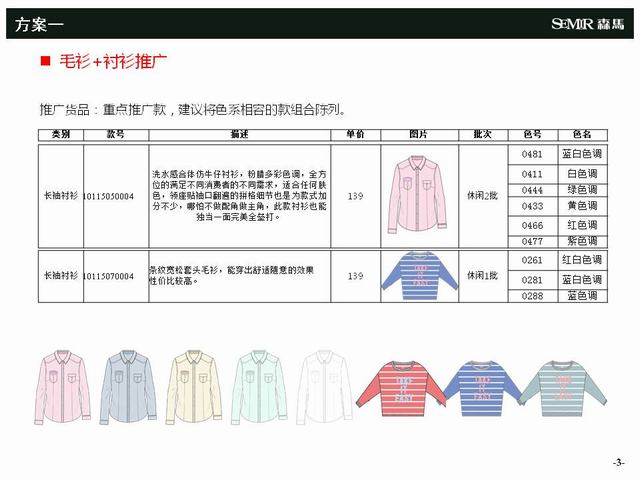 方案一
SEMIR 森馬
毛衫+衬衫推广
推广货品：重点推广款，建议将色系相容的款组合陈列。
类别 款号 描述 单价 图片 批次 色号 色名
长袖衬衫 10115050004
洗水感合体仿牛仔衬衫，粉腊多彩色调，全方
位的满足不同消费者的不同需求，适合任何肤
色，领座贴袖口翻遍的拼格细节也是为款式加
分不少，哪怕不做配角做主角，此款衬衫也能
独当一面完美全垒打。
139 休闲2批
0481 蓝白色调
0411 白色调
0444 绿色调
0433 黄色调
0466 红色调
0477 紫色调
长袖衬衫 10115070004
条纹宽松套头毛衫，能穿出舒适随意的效果
性价比较高。
139 休闲1批
0261 红白色调
0281 蓝白色调
0288 蓝色调
-3-